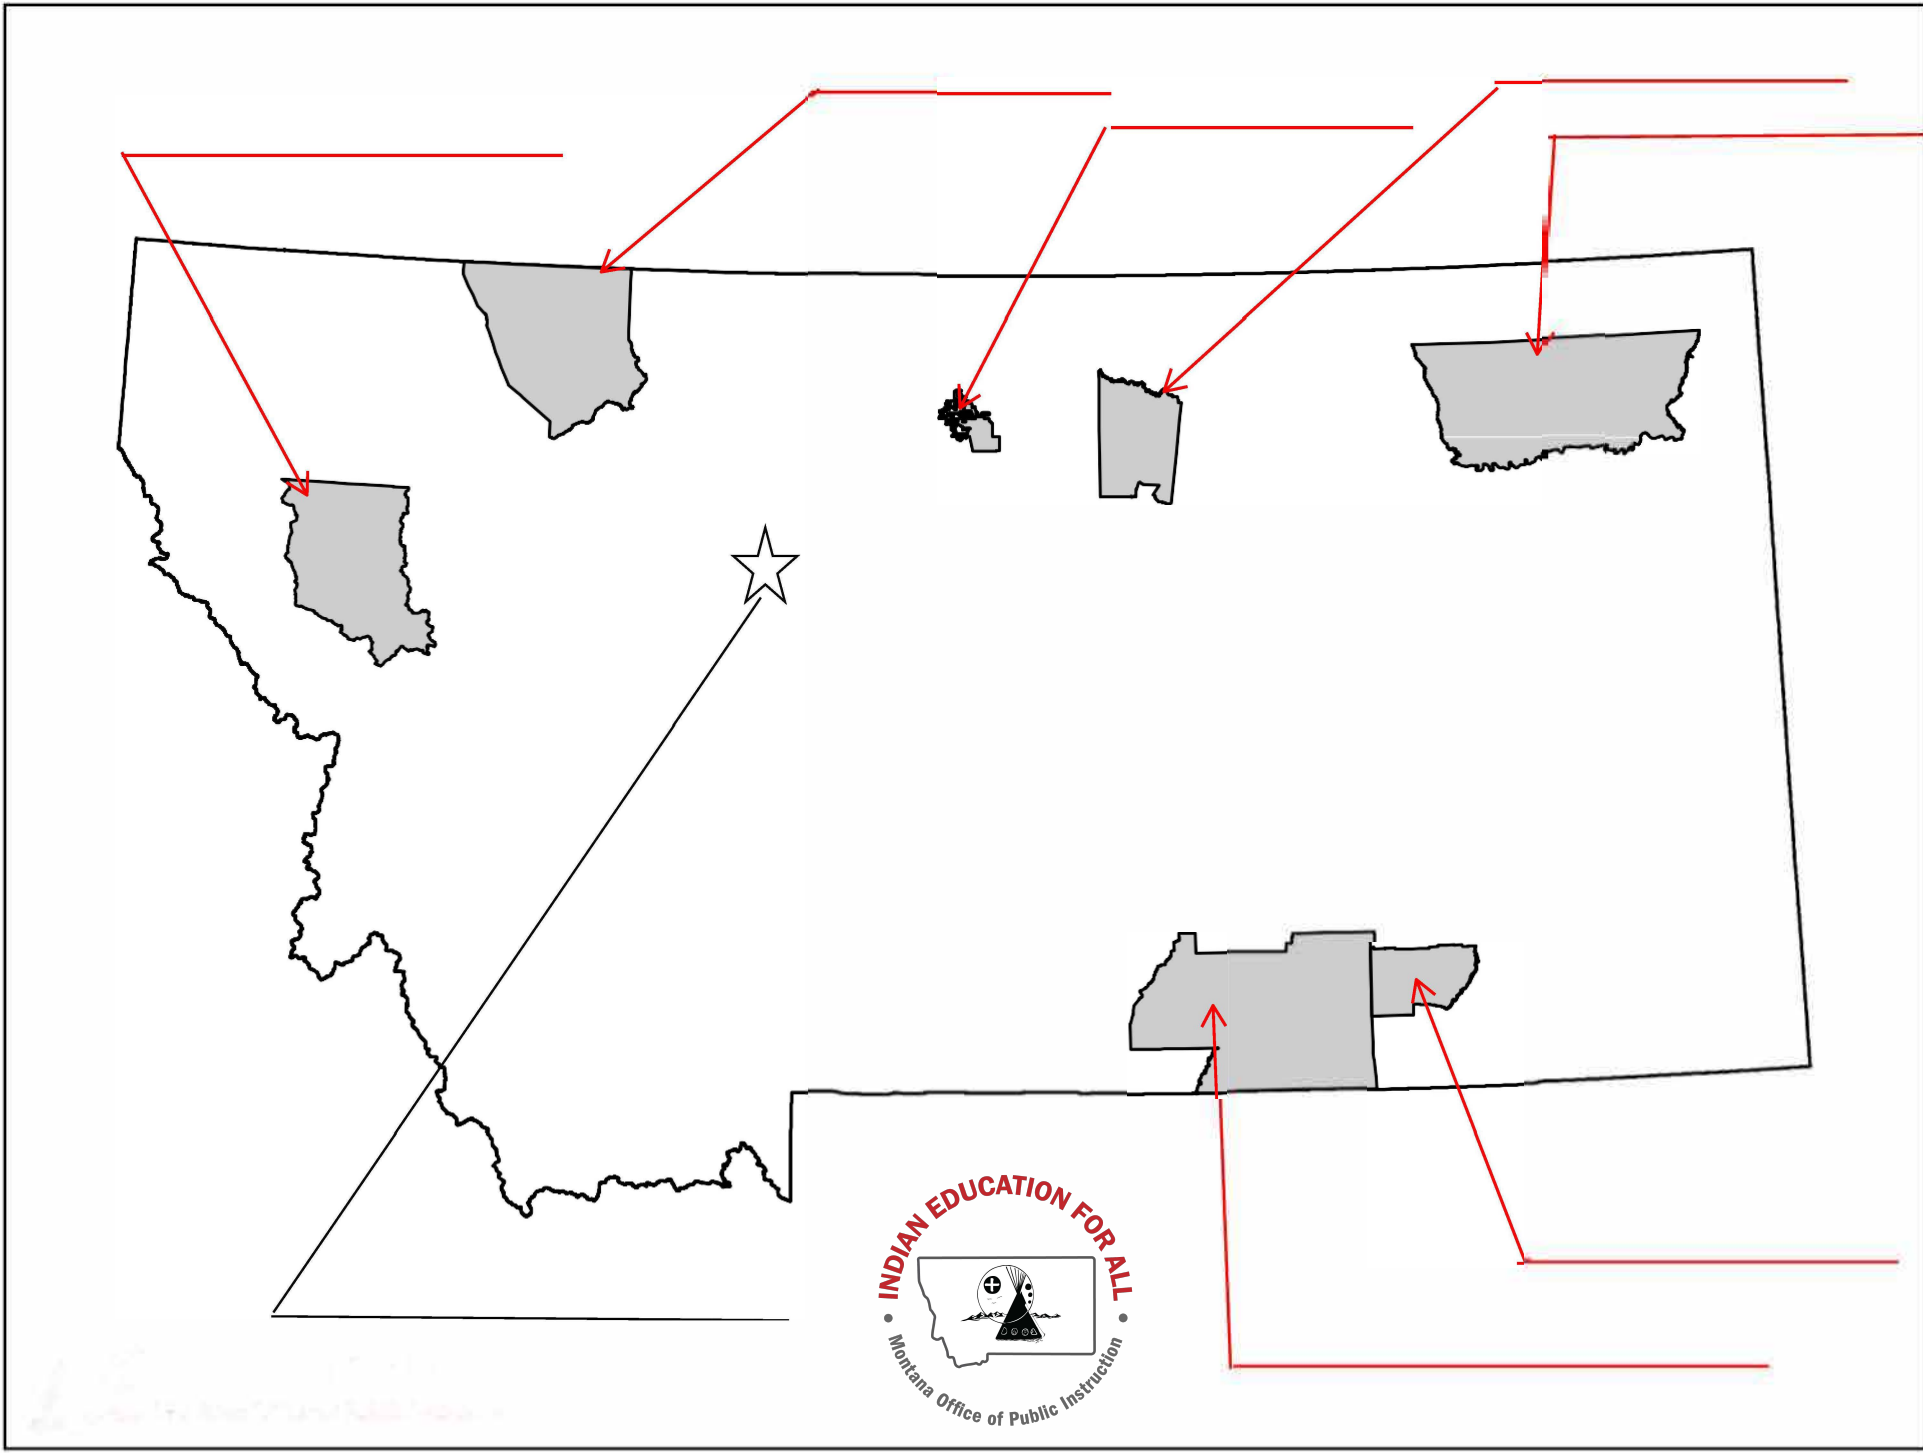 INDIAN EDUCATION FOR ALL
• Montana Office of Public Instruction •